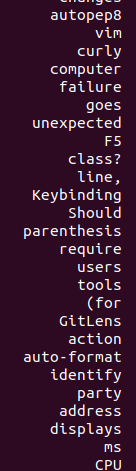 changes
autopep8
vim
curly
computer
failure
goes
unexpected
F5
class?
line,
Keybinding
Should
parenthesis
require
users
tools
(for
GitLens
action
auto-format
identify
party
address
displays
ms
CPU